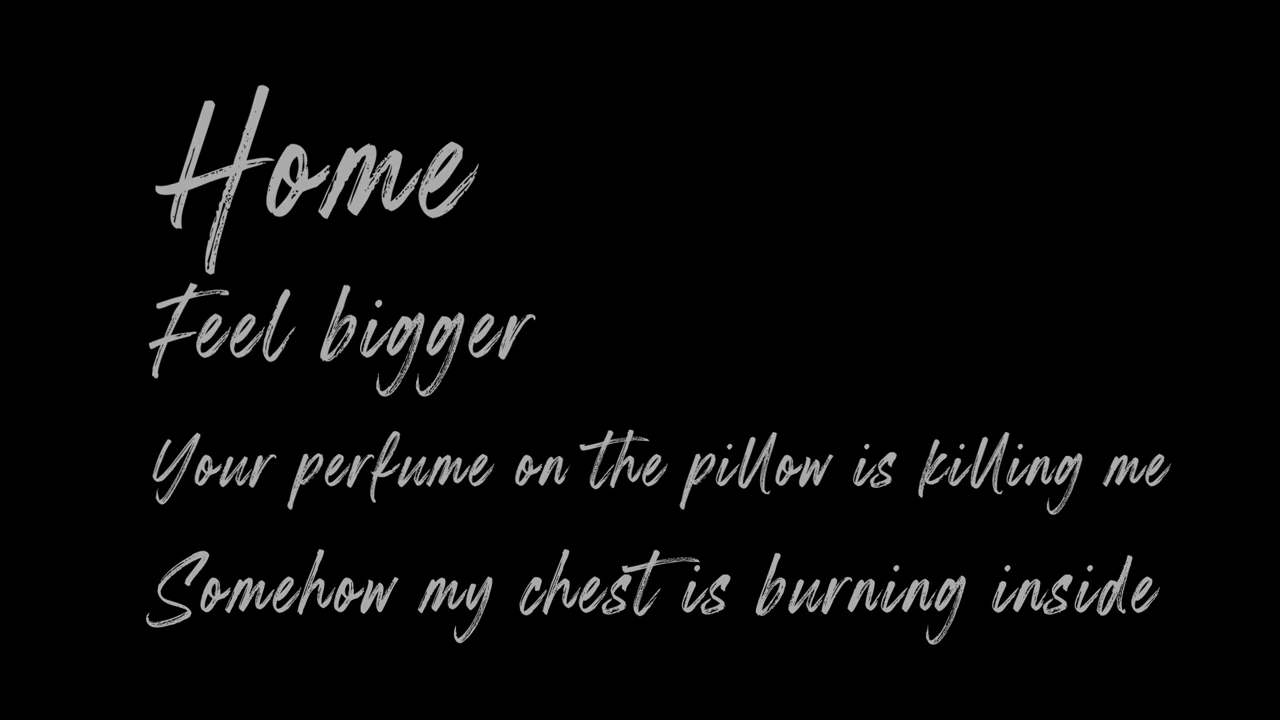 Home
Feel bigger
Your perfume on the pillow is killing me
Somehow my chest is burning inside